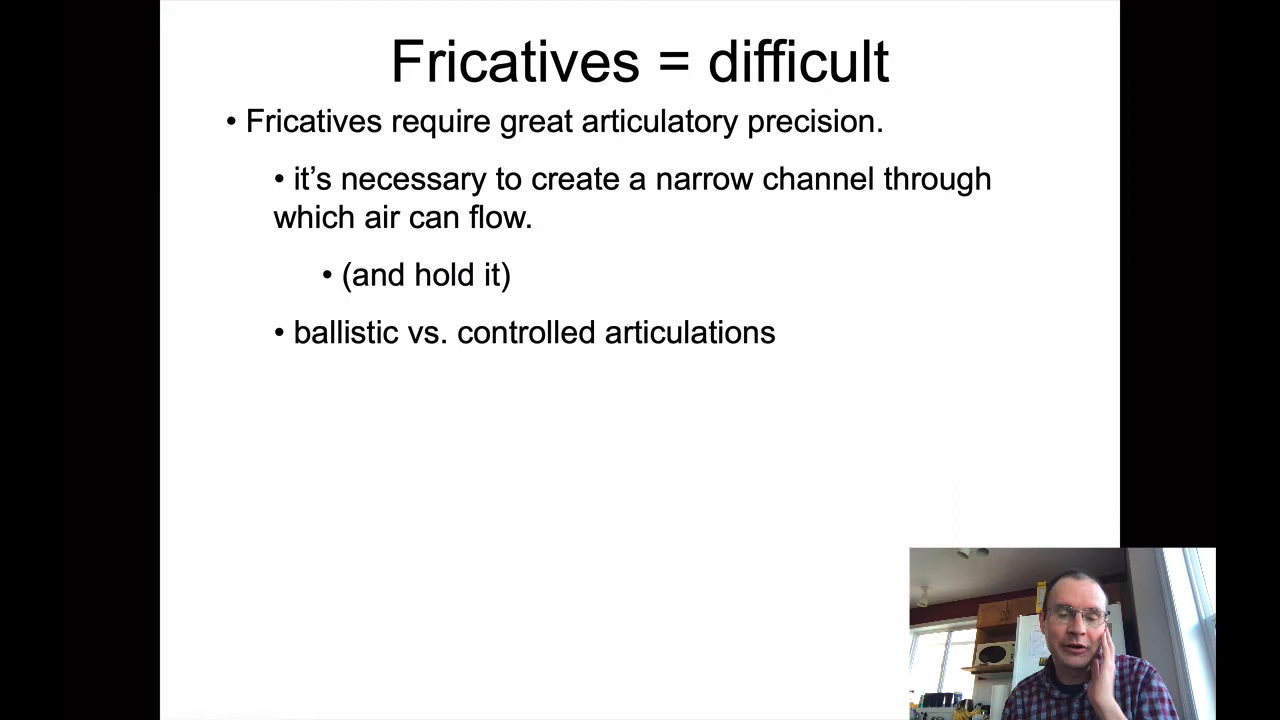 Fricatives = difficult
• Fricatives require great articulatory precision.
• it’s necessary to create a narrow channel through
which air can flow.
• (and hold it)
• ballistic vs. controlled articulations